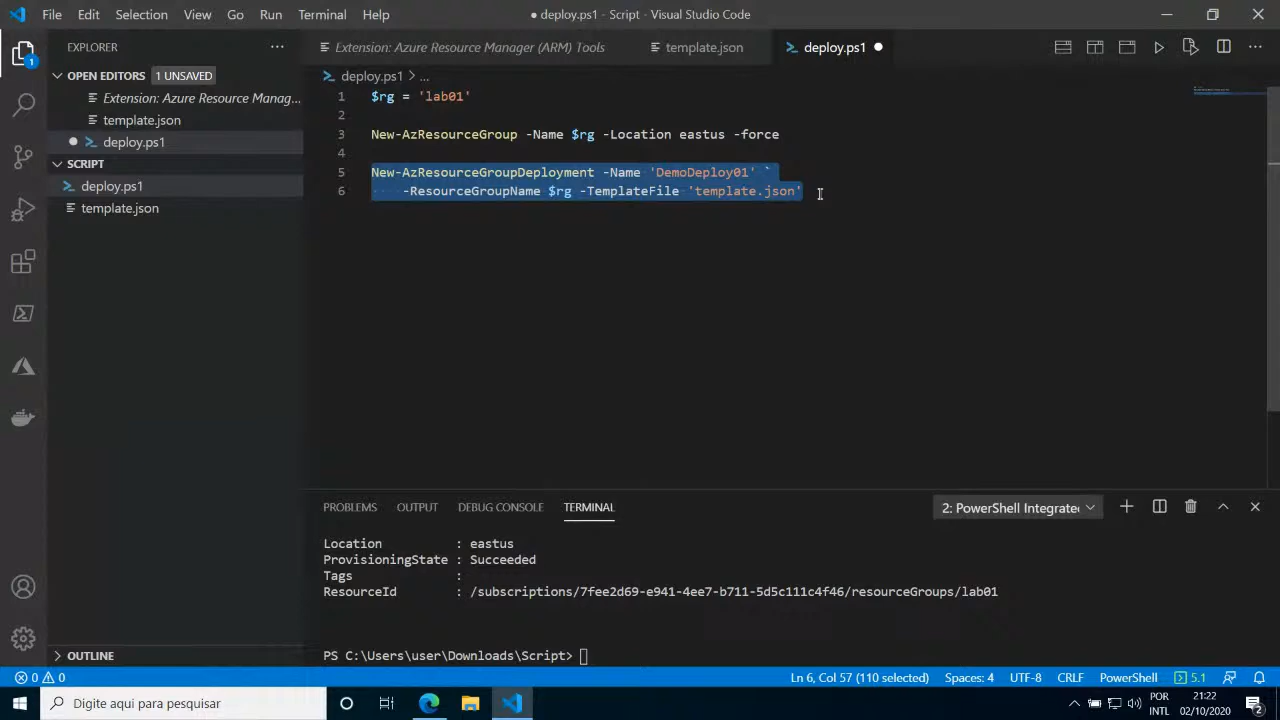 File Edit Selection View Go Run Terminal Help
● deploy.ps1 - Script - Visual Studio Code
EXPLORER ···
Extension: Azure Resource Manager (ARM) Tools
template.json
deploy.ps1 ●
1
OPEN EDITORS 1 UNSAVED
Extension: Azure Resource Manag...
template.json
● deploy.ps1
SCRIPT
deploy.ps1
template.json
deploy.ps1 > ...
1 $rg = 'lab01'
2
3 New-AzResourceGroup -Name $rg -Location eastus -force
4
5 New-AzResourceGroupDeployment -Name 'DemoDeploy01' `
6 -ResourceGroupName $rg -TemplateFile 'template.json'
PROBLEMS OUTPUT DEBUG CONSOLE TERMINAL
2: PowerShell Integrate
Location : eastus
ProvisioningState : Succeeded
Tags :
ResourceId : /subscriptions/7fee2d69-e941-4ee7-b711-5d5c111c4f46/resourceGroups/lab01
PS C:\Users\user\Downloads\Script>
OUTLINE
0 0
Ln 6, Col 57 (110 selected) Spaces: 4 UTF-8 CRLF PowerShell 5.1
Digite aqui para pesquisar
POR
INTL
21:22
02/10/2020
2